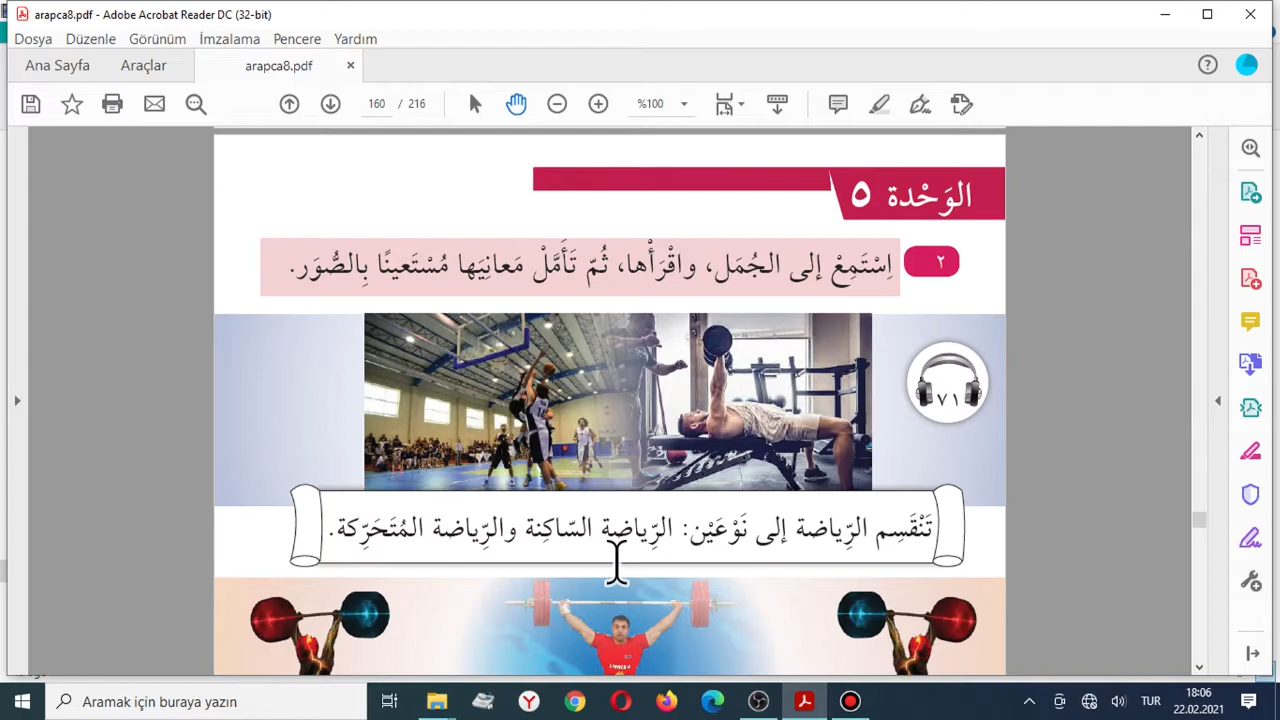 arapca8.pdf - Adobe Acrobat Reader DC (32-bit)
Dosya Düzenle Görünüm İmzalama Pencere Yardım
Ana Sayfa Araçlar arapca8.pdf
160 / 216 %100
الوَحْدة ٥
٢ اِسْتَمِعْ إلى الجُمَل، واقْرَأْها، ثُمّ تَأَمَّلْ مَعانِيَها مُسْتَعينًا بِالصُّوَر.
٧١
تَنْقَسِم الرِّياضة إلى نَوْعَيْن: الرِّياضة السّاكِنة والرِّياضة المُتَحَرِّكة.
Aramak için buraya yazın
TUR
18:06
22.02.2021